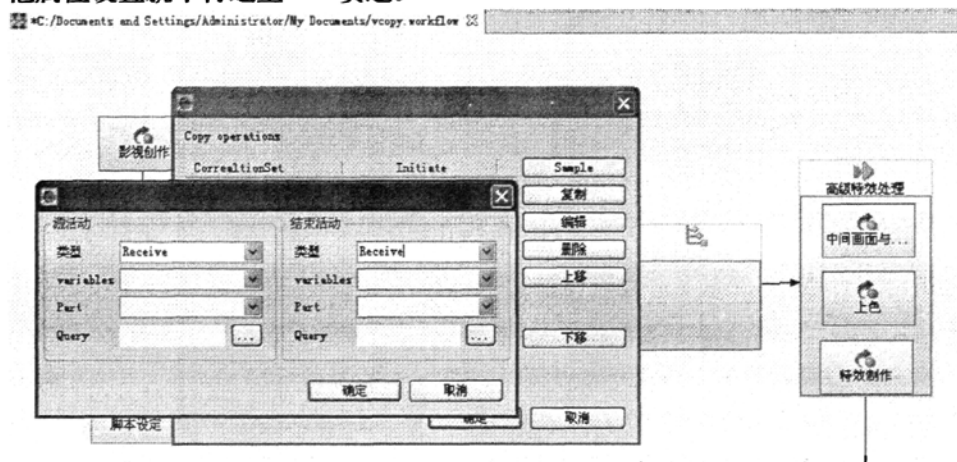 *C:/Documents and Settings/Administrator/My Documents/vcopy.workflow
影视创作
Copy operations
CorrealtionSet Initiate
Sample
复制
编辑
删除
上移
下移
确定 取消
源活动
类型 Receive
variables
Part
Query ...
结束活动
类型 Receive
variables
Part
Query ...
确定 取消
脚本设定
高级特效处理
中间画面与...
上色
特效制作